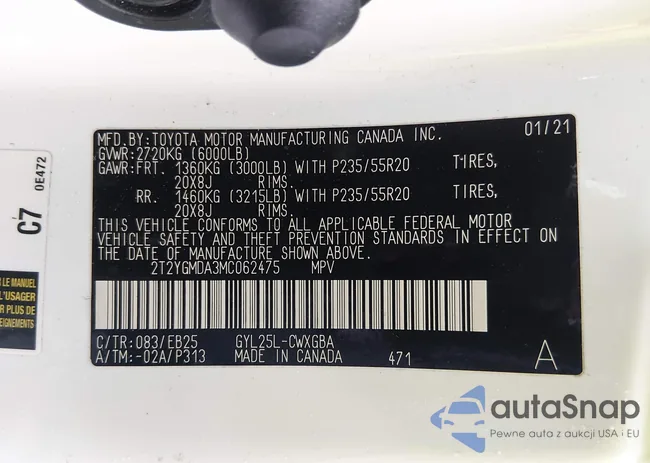 MFD.BY:TOYOTA MOTOR MANUFACTURING CANADA INC. 01/21
GVWR:2720KG (6000LB)
GAWR:FRT. 1360KG (3000LB) WITH P235/55R20 TIRES,
20X8J RIMS.
RR. 1460KG (3215LB) WITH P235/55R20 TIRES,
20X8J RIMS.
THIS VEHICLE CONFORMS TO ALL APPLICABLE FEDERAL MOTOR
VEHICLE SAFETY AND THEFT PREVENTION STANDARDS IN EFFECT ON
THE DATE OF MANUFACTURE SHOWN ABOVE.
2T2YGMDA3MC062475 MPV
C/TR:083/EB25 GYL25L-CWXGBA
A/TM:-02A/P313 MADE IN CANADA 471 A
C7 0E472
R LE MANUEL
L'USAGER
EIGNEMENTS
autaSnap
Pewne auta z aukcji USA i EU